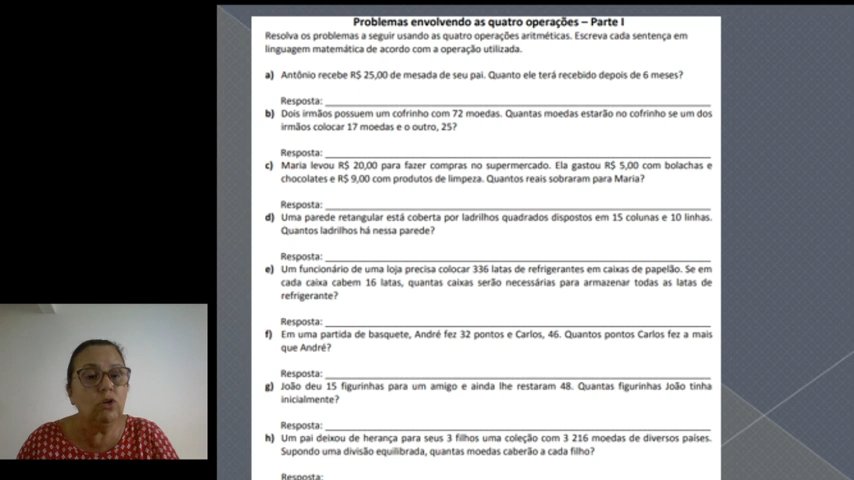 Problemas envolvendo as quatro operações – Parte I
Resolva os problemas a seguir usando as quatro operações aritméticas. Escreva cada sentença em
linguagem matemática de acordo com a operação utilizada.
a) Antônio recebe R$ 25,00 de mesada de seu pai. Quanto ele terá recebido depois de 6 meses?
Resposta:
b) Dois irmãos possuem um cofrinho com 72 moedas. Quantas moedas estarão no cofrinho se um dos
irmãos colocar 17 moedas e o outro, 25?
Resposta:
c) Maria levou R$ 20,00 para fazer compras no supermercado. Ela gastou R$ 5,00 com bolachas e
chocolates e R$ 9,00 com produtos de limpeza. Quantos reais sobraram para Maria?
Resposta:
d) Uma parede retangular está coberta por ladrilhos quadrados dispostos em 15 colunas e 10 linhas.
Quantos ladrilhos há nessa parede?
Resposta:
e) Um funcionário de uma loja precisa colocar 336 latas de refrigerantes em caixas de papelão. Se em
cada caixa cabem 16 latas, quantas caixas serão necessárias para armazenar todas as latas de
refrigerante?
Resposta:
f) Em uma partida de basquete, André fez 32 pontos e Carlos, 46. Quantos pontos Carlos fez a mais
que André?
Resposta:
g) João deu 15 figurinhas para um amigo e ainda lhe restaram 48. Quantas figurinhas João tinha
inicialmente?
Resposta:
h) Um pai deixou de herança para seus 3 filhos uma coleção com 3 216 moedas de diversos países.
Supondo uma divisão equilibrada, quantas moedas caberão a cada filho?
Resposta: